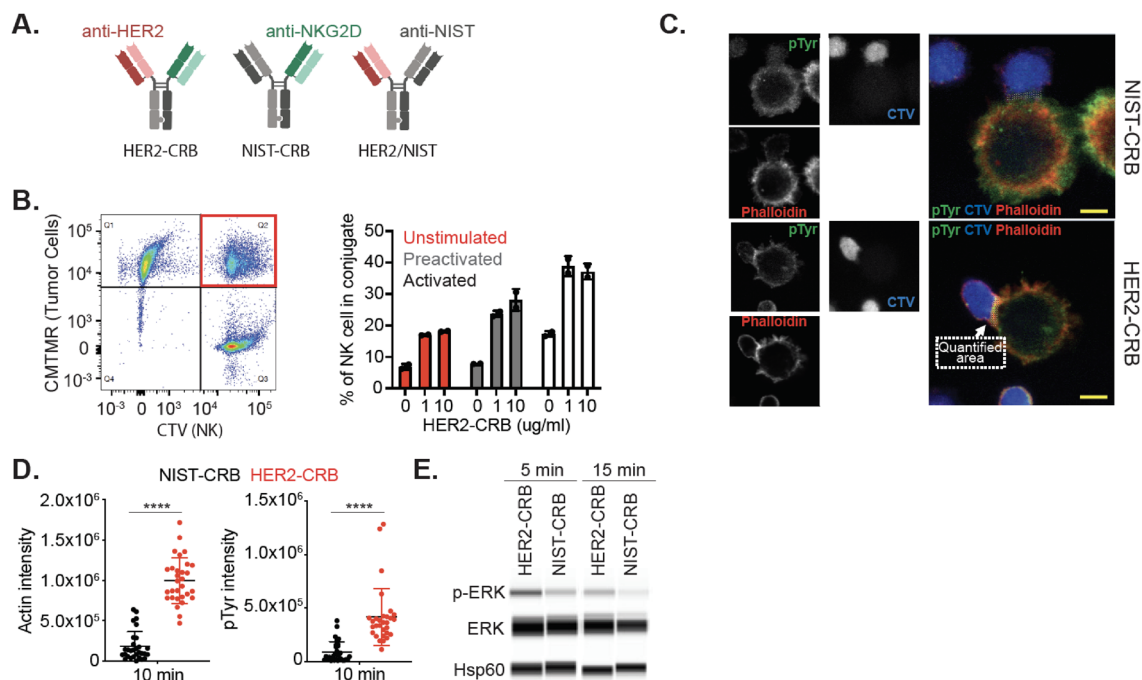 A.
anti-HER2
anti-NKG2D
anti-NIST
HER2-CRB
NIST-CRB
HER2/NIST
B.
CMTMR (Tumor Cells)
10⁵
10⁴
10³
0
10⁻³
Q1
Q2
Q4
Q3
10⁻³ 0 10³ 10⁴ 10⁵
CTV (NK)
% of NK cell in conjugate
50
40
30
20
10
0
Unstimulated
Preactivated
Activated
0 1 10 0 1 10 0 1 10
HER2-CRB (ug/ml)
C.
pTyr
CTV
Phalloidin
pTyr CTV Phalloidin
NIST-CRB
pTyr
CTV
Phalloidin
pTyr CTV Phalloidin
Quantified
area
HER2-CRB
D.
NIST-CRB HER2-CRB
Actin intensity
2.0x10⁶
1.5x10⁶
1.0x10⁶
5.0x10⁵
0
****
10 min
pTyr intensity
1.5x10⁶
1.0x10⁶
5.0x10⁵
0
****
10 min
E.
5 min
15 min
HER2-CRB
NIST-CRB
HER2-CRB
NIST-CRB
p-ERK
ERK
Hsp60